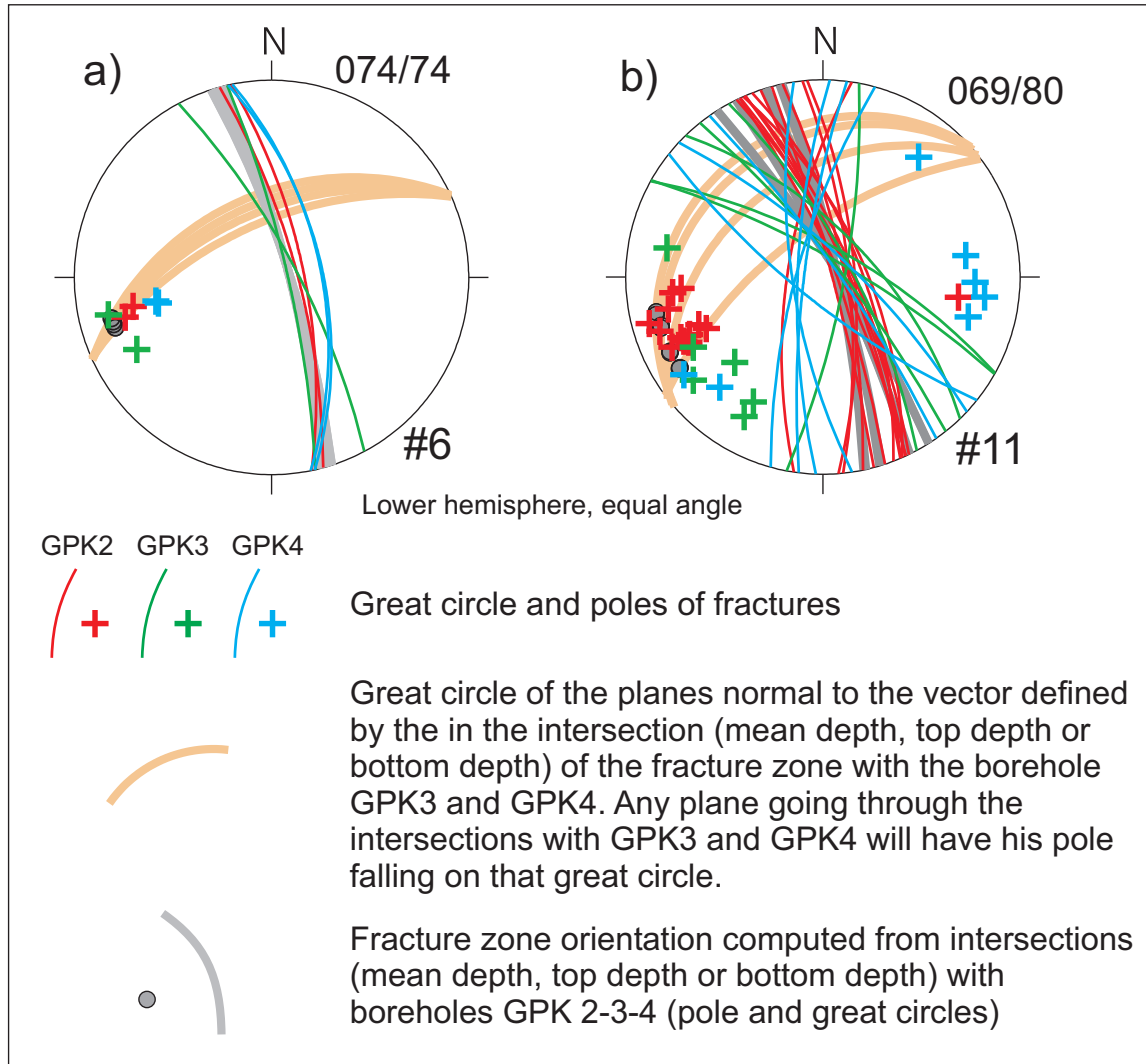 a)
N
074/74
#6
b)
N
069/80
#11
Lower hemisphere, equal angle
GPK2 GPK3 GPK4
Great circle and poles of fractures
Great circle of the planes normal to the vector defined
by the in the intersection (mean depth, top depth or
bottom depth) of the fracture zone with the borehole
GPK3 and GPK4. Any plane going through the
intersections with GPK3 and GPK4 will have his pole
falling on that great circle.
Fracture zone orientation computed from intersections
(mean depth, top depth or bottom depth) with
boreholes GPK 2-3-4 (pole and great circles)